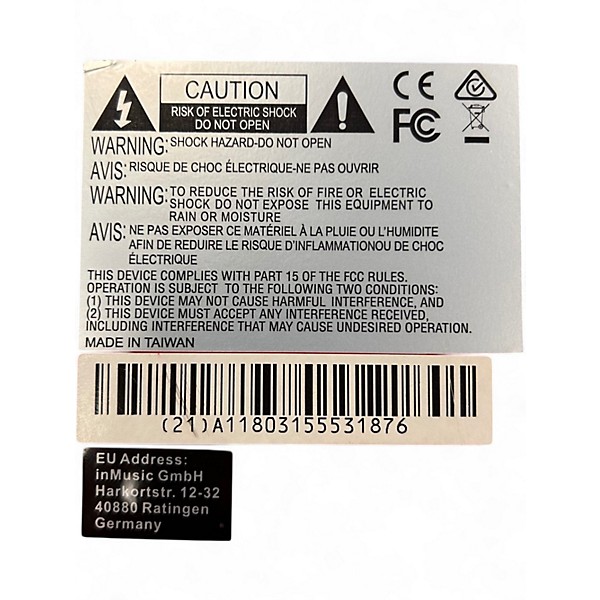 CAUTION
RISK OF ELECTRIC SHOCK
DO NOT OPEN
CE
FC
WARNING: SHOCK HAZARD-DO NOT OPEN
AVIS: RISQUE DE CHOC ÉLECTRIQUE-NE PAS OUVRIR
WARNING: TO REDUCE THE RISK OF FIRE OR ELECTRIC
SHOCK DO NOT EXPOSE THIS EQUIPMENT TO
RAIN OR MOISTURE
AVIS: NE PAS EXPOSER CE MATÉRIEL À LA PLUIE OU L'HUMIDITE
AFIN DE REDUIRE LE RISQUE D'INFLAMMATIONOU DE CHOC
ÉLECTRIQUE
THIS DEVICE COMPLIES WITH PART 15 OF THE FCC RULES.
OPERATION IS SUBJECT TO THE FOLLOWING TWO CONDITIONS:
(1) THIS DEVICE MAY NOT CAUSE HARMFUL INTERFERENCE, AND
(2) THIS DEVICE MUST ACCEPT ANY INTERFERENCE RECEIVED,
INCLUDING INTERFERENCE THAT MAY CAUSE UNDESIRED OPERATION.
MADE IN TAIWAN
(21)A11803155531876
EU Address:
inMusic GmbH
Harkortstr. 12-32
40880 Ratingen
Germany